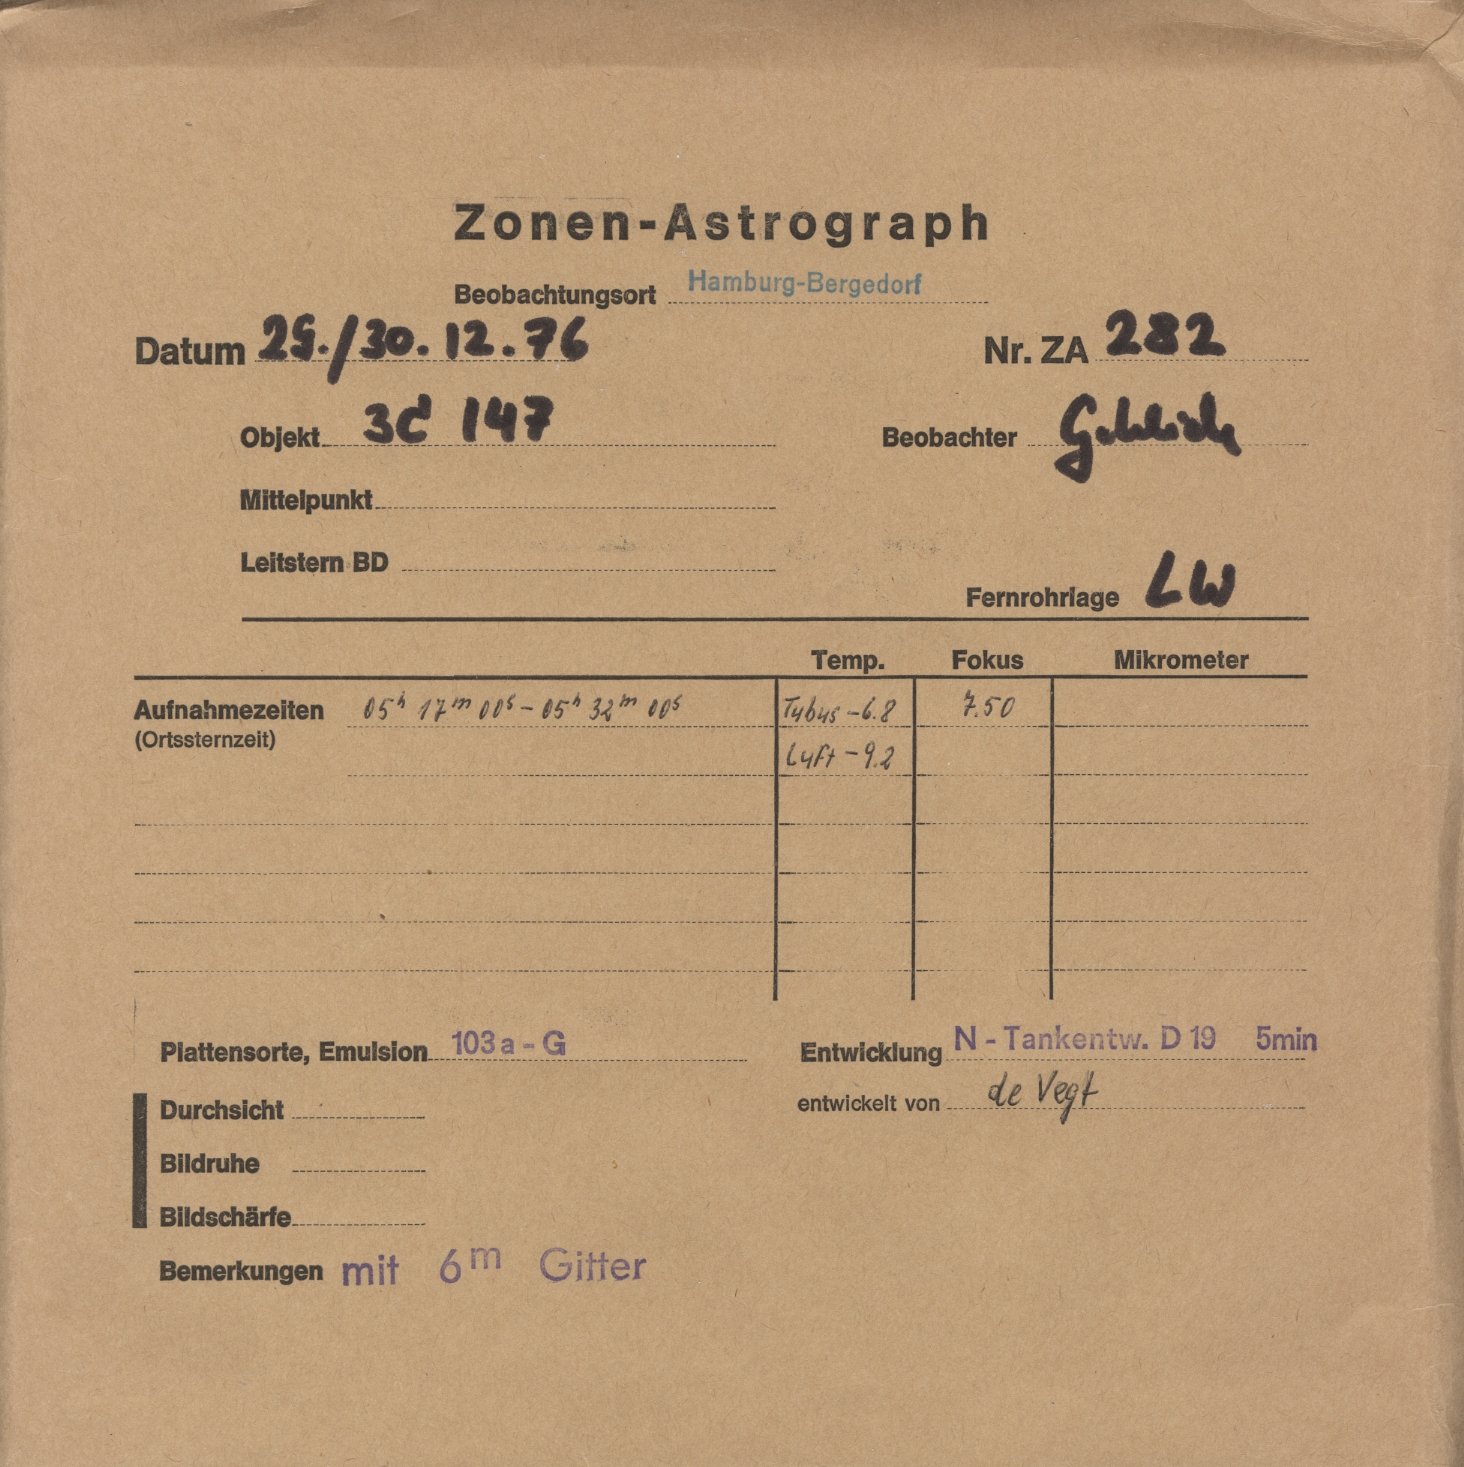 Zonen-Astrograph
Beobachtungsort Hamburg-Bergedorf
Datum 29./30.12.76 Nr. ZA 282
Objekt 3C 147 Beobachter
Mittelpunkt
Leitstern BD
Fernrohrlage LW
Temp. Fokus Mikrometer
Aufnahmezeiten 05h 17m 00s - 05h 32m 00s Tubus -6.8 7.50
(Ortssternzeit) Luft -9.2
Plattensorte, Emulsion 103a-G Entwicklung N - Tankentw. D 19 5min
entwickelt von de Vegt
Durchsicht
Bildruhe
Bildschärfe
Bemerkungen mit 6m Gitter